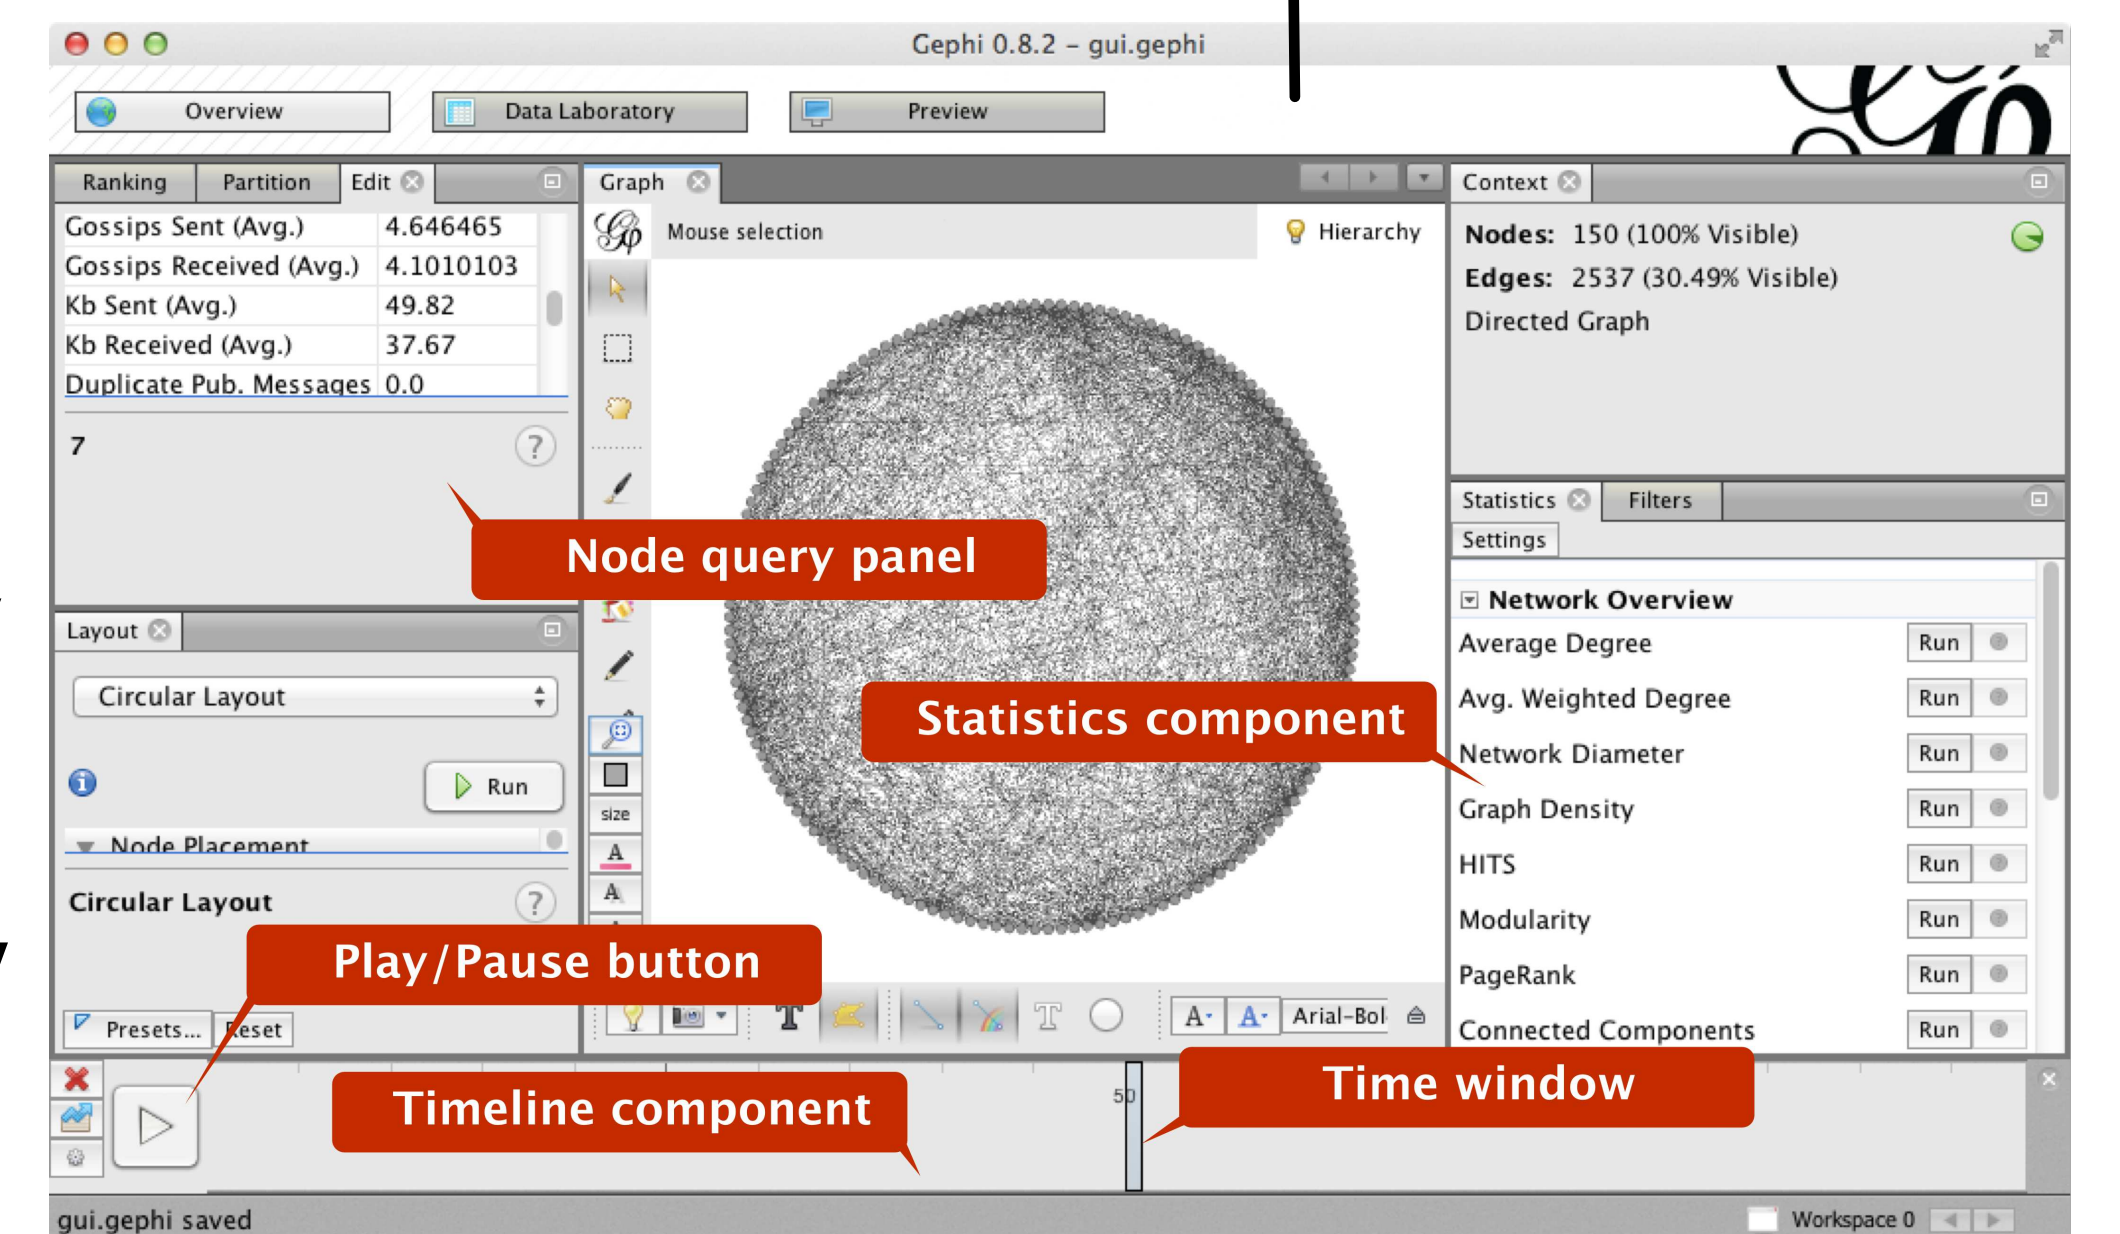 Gephi 0.8.2 – gui.gephi
Overview
Data Laboratory
Preview
Ranking
Partition
Edit
Gossips Sent (Avg.) 4.646465
Gossips Received (Avg.) 4.1010103
Kb Sent (Avg.) 49.82
Kb Received (Avg.) 37.67
Duplicate Pub. Messages 0.0
7
?
Node query panel
Layout
Circular Layout
Run
Node Placement
Circular Layout
?
Play/Pause button
Presets...
Reset
Graph
Mouse selection
Hierarchy
size
A
A
Statistics component
T
T
A
A
Arial-Bol
Context
Nodes: 150 (100% Visible)
Edges: 2537 (30.49% Visible)
Directed Graph
Statistics
Filters
Settings
Network Overview
Average Degree Run
Avg. Weighted Degree Run
Network Diameter Run
Graph Density Run
HITS Run
Modularity Run
PageRank Run
Connected Components Run
Timeline component
50
Time window
gui.gephi saved
Workspace 0